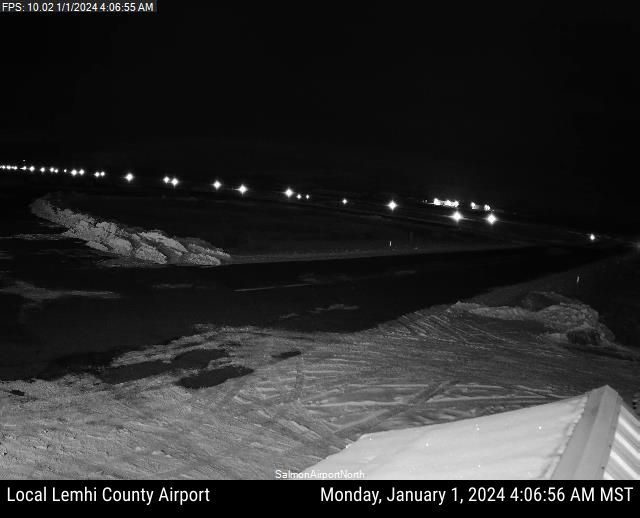 FPS: 10.02 1/1/2024 4:06:55 AM
SalmonAirportNorth
Local Lemhi County Airport Monday, January 1, 2024 4:06:56 AM MST